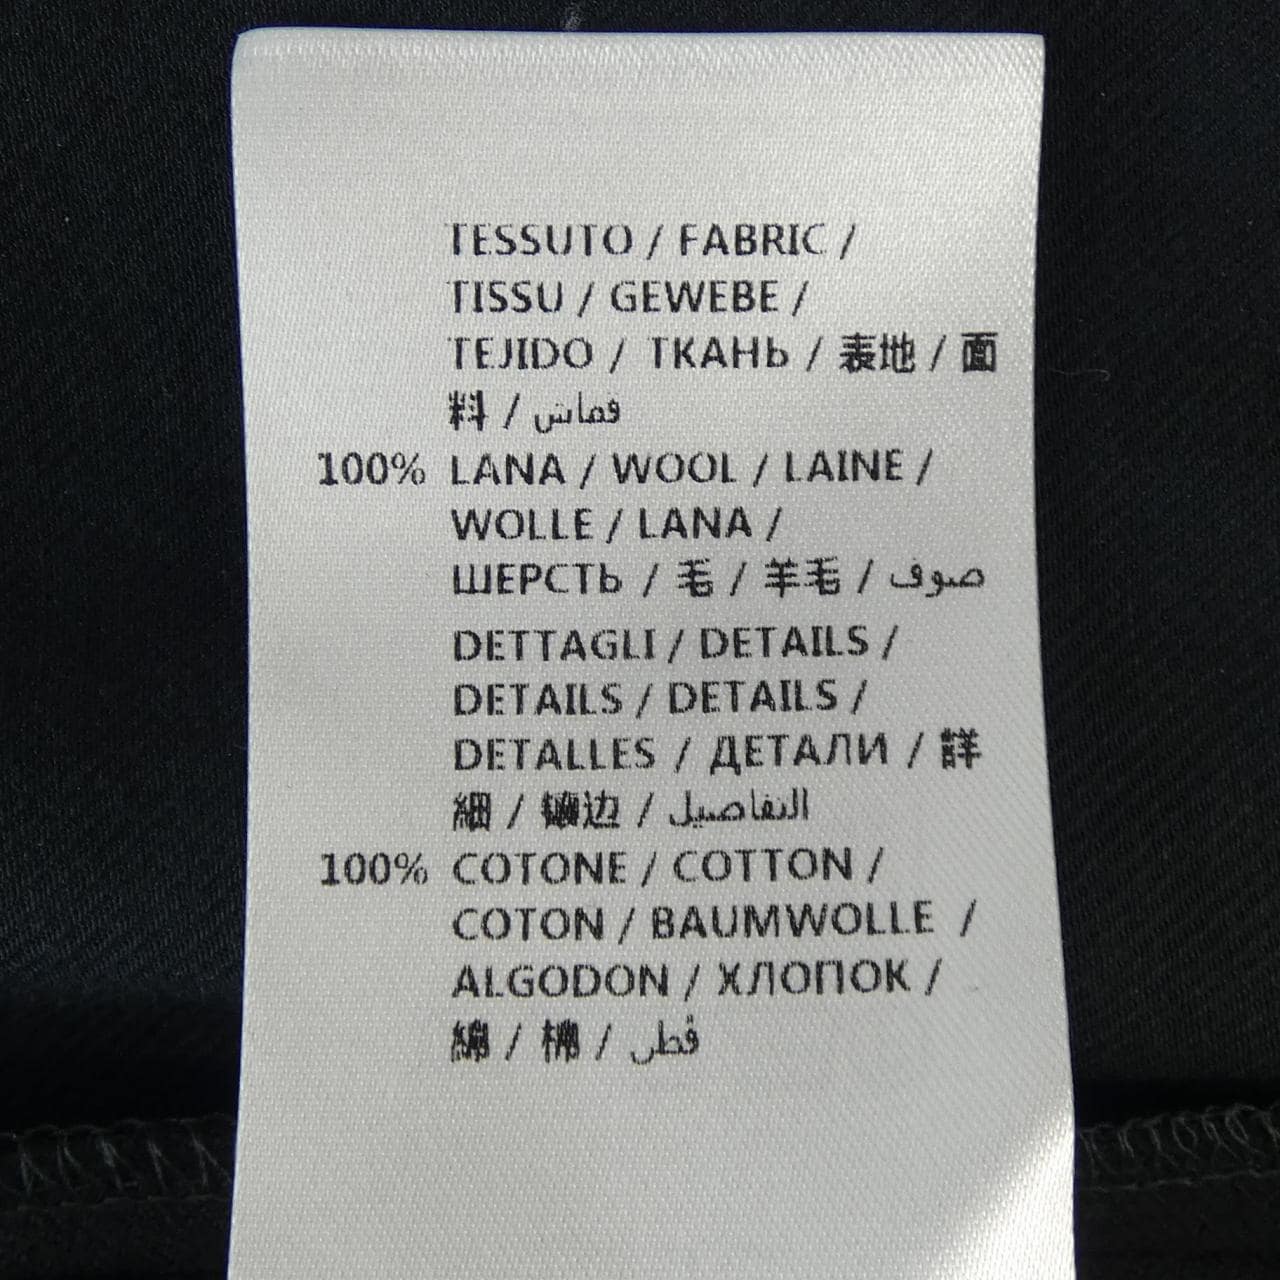 TESSUTO / FABRIC /
TISSU / GEWEBE /
TEJIDO / ТКАНЬ / 表地 / 面
料 / قماش
100% LANA / WOOL / LAINE /
WOLLE / LANA /
ШЕРСТЬ / 毛 / 羊毛 / صوف
DETTAGLI / DETAILS /
DETAILS / DETAILS /
DETALLES / ДЕТАЛИ / 詳
細 / 镶边 / التفاصيل
100% COTONE / COTTON /
COTON / BAUMWOLLE /
ALGODON / ХЛОПОК /
綿 / 棉 / قطن